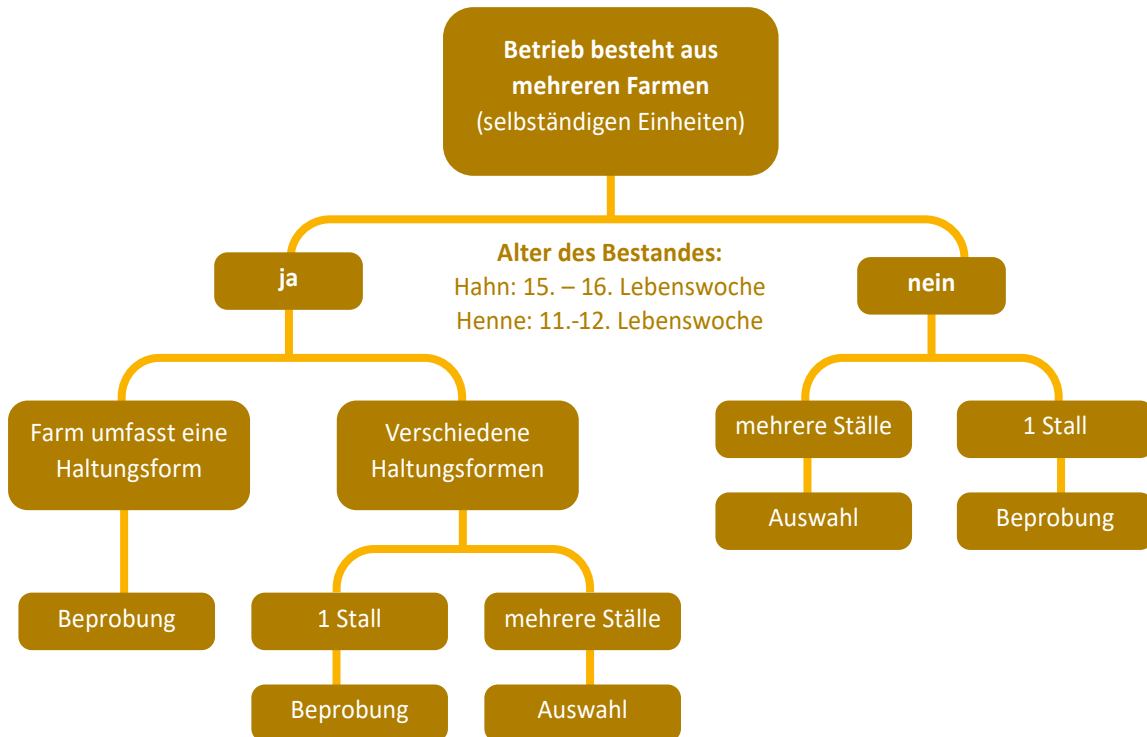 Betrieb besteht aus
mehreren Farmen
(selbständigen Einheiten)
Alter des Bestandes:
Hahn: 15. – 16. Lebenswoche
Henne: 11.-12. Lebenswoche
ja
nein
Farm umfasst eine
Haltungsform
Verschiedene
Haltungsformen
mehrere Ställe
1 Stall
Auswahl
Beprobung
Beprobung
1 Stall
mehrere Ställe
Beprobung
Auswahl